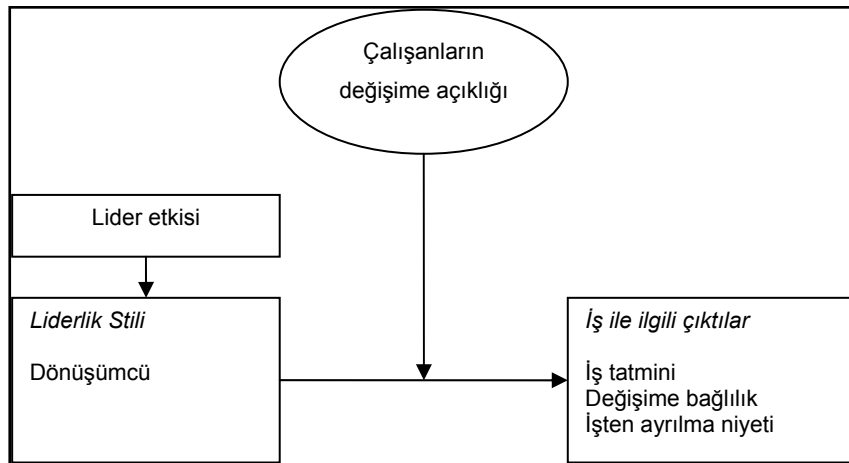 Çalışanların
değişime açıklığı
Lider etkisi
Liderlik Stili
Dönüşümcü
İş ile ilgili çıktılar
İş tatmini
Değişime bağlılık
İşten ayrılma niyeti